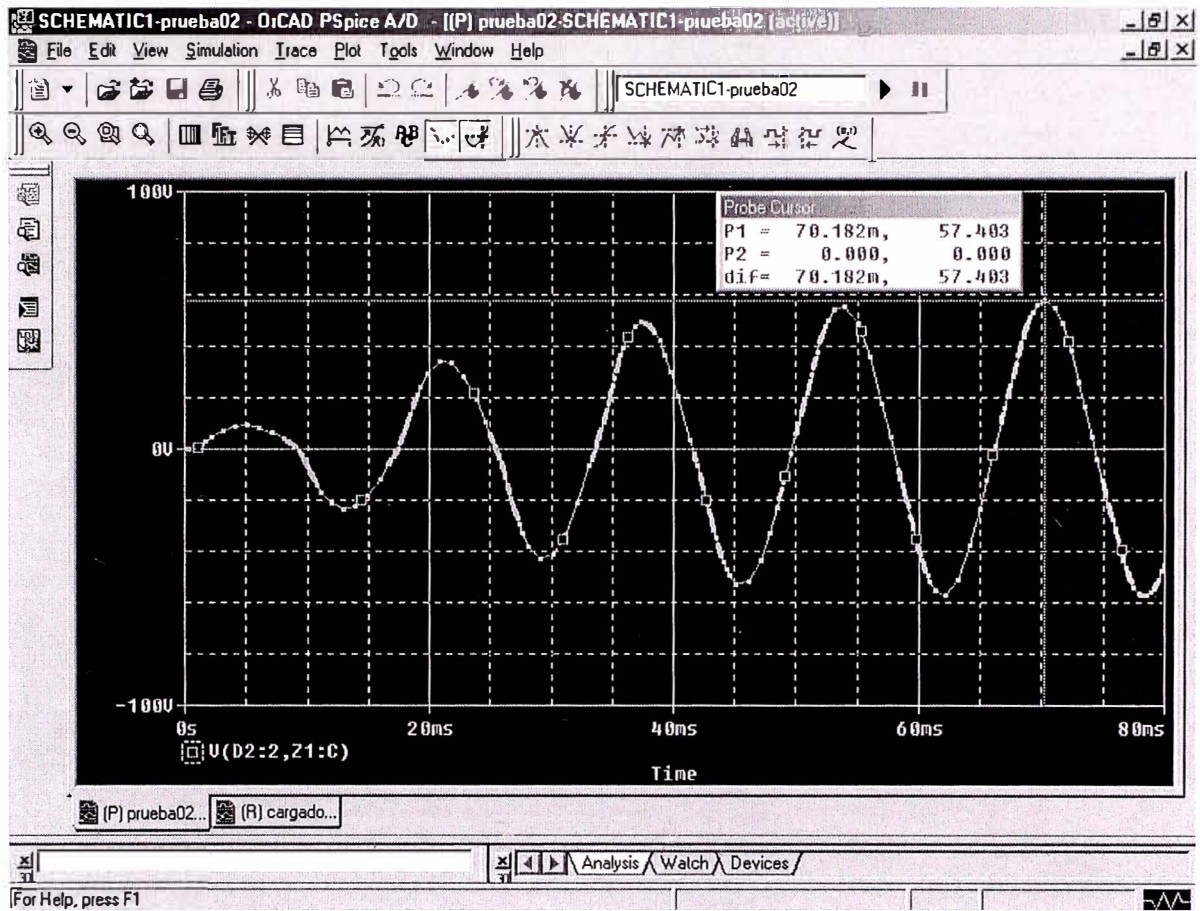 SCHEMATIC1-prueba02 - OrCAD PSpice A/D - [(P) prueba02-SCHEMATIC1-prueba02 (active)]
File Edit View Simulation Trace Plot Tools Window Help
SCHEMATIC1-prueba02
100V
Probe Cursor
P1 = 70.182m, 57.403
P2 = 0.000, 0.000
dif= 70.182m, 57.403
0V
-100V
0s 20ms 40ms 60ms 80ms
V(D2:2,Z1:C)
Time
(P) prueba02... (R) cargado...
Analysis Watch Devices
For Help, press F1